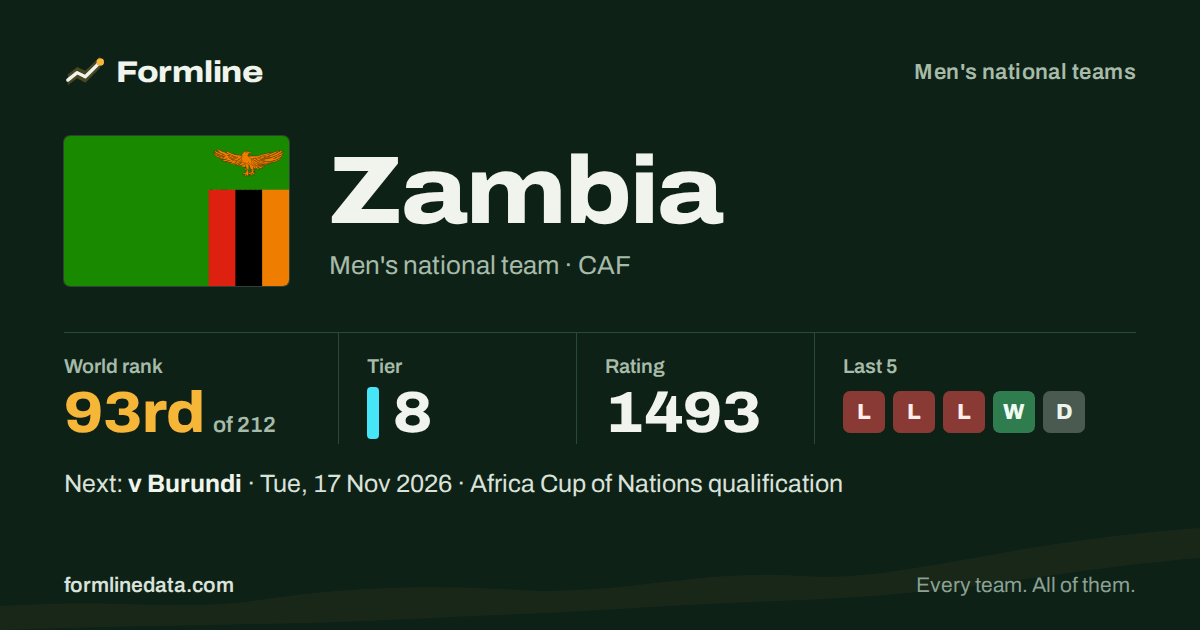 Formline
Men's national teams
Zambia
Men's national team · CAF
World rank
93rd of 212
Tier
8
Rating
1493
Last 5
L L L W D
Next: v Burundi · Tue, 17 Nov 2026 · Africa Cup of Nations qualification
formlinedata.com
Every team. All of them.